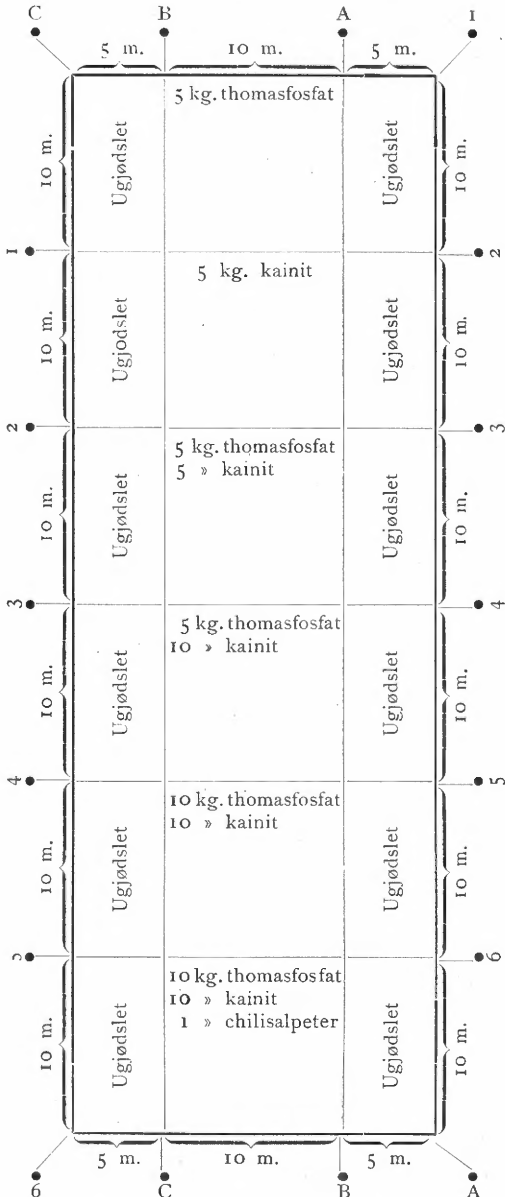 C B A I
5 m. 10 m. 5 m.
5 kg. thomasfosfat
10 m. Ugjødslet Ugjødslet 10 m.
1 2
5 kg. kainit
10 m. Ugjodslet Ugjødslet 10 m.
2 3
5 kg. thomasfosfat
5 » kainit
10 m. Ugjødslet Ugjødslet 10 m.
3 4
5 kg. thomasfosfat
10 » kainit
10 m. Ugjødslet Ugjødslet 10 m.
4 5
10 kg. thomasfosfat
10 » kainit
10 m. Ugjødslet Ugjødslet 10 m.
5 6
10 kg. thomasfosfat
10 » kainit
1 » chilisalpeter
10 m. Ugjødslet Ugjødslet 10 m.
5 m. 10 m. 5 m.
6 C B A